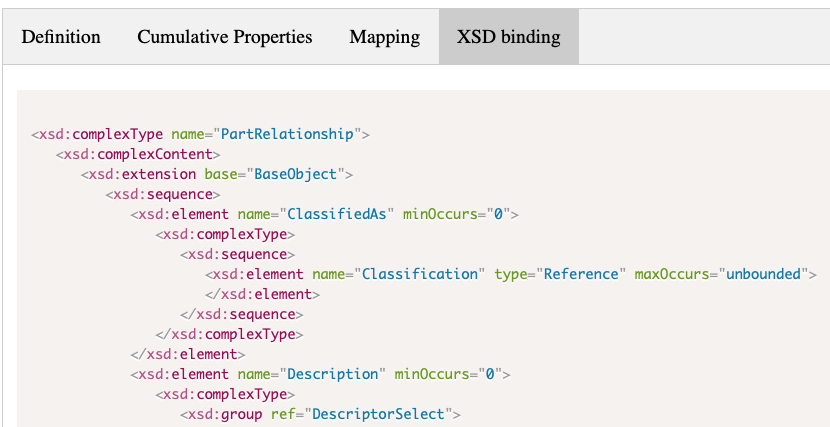 Definition Cumulative Properties Mapping XSD binding
<xsd:complexType name="PartRelationship">
<xsd:complexContent>
<xsd:extension base="BaseObject">
<xsd:sequence>
<xsd:element name="ClassifiedAs" minOccurs="0">
<xsd:complexType>
<xsd:sequence>
<xsd:element name="Classification" type="Reference" maxOccurs="unbounded">
</xsd:element>
</xsd:sequence>
</xsd:complexType>
</xsd:element>
<xsd:element name="Description" minOccurs="0">
<xsd:complexType>
<xsd:group ref="DescriptorSelect">